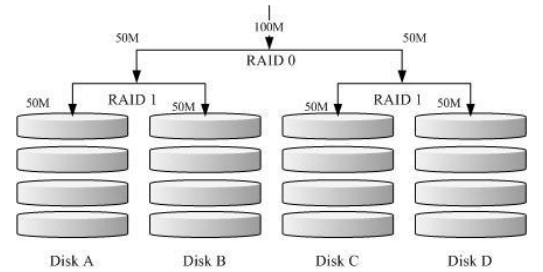 100M
50M
50M
RAID 0
RAID 1
RAID 1
50M
50M
50M
50M
Disk A
Disk B
Disk C
Disk D